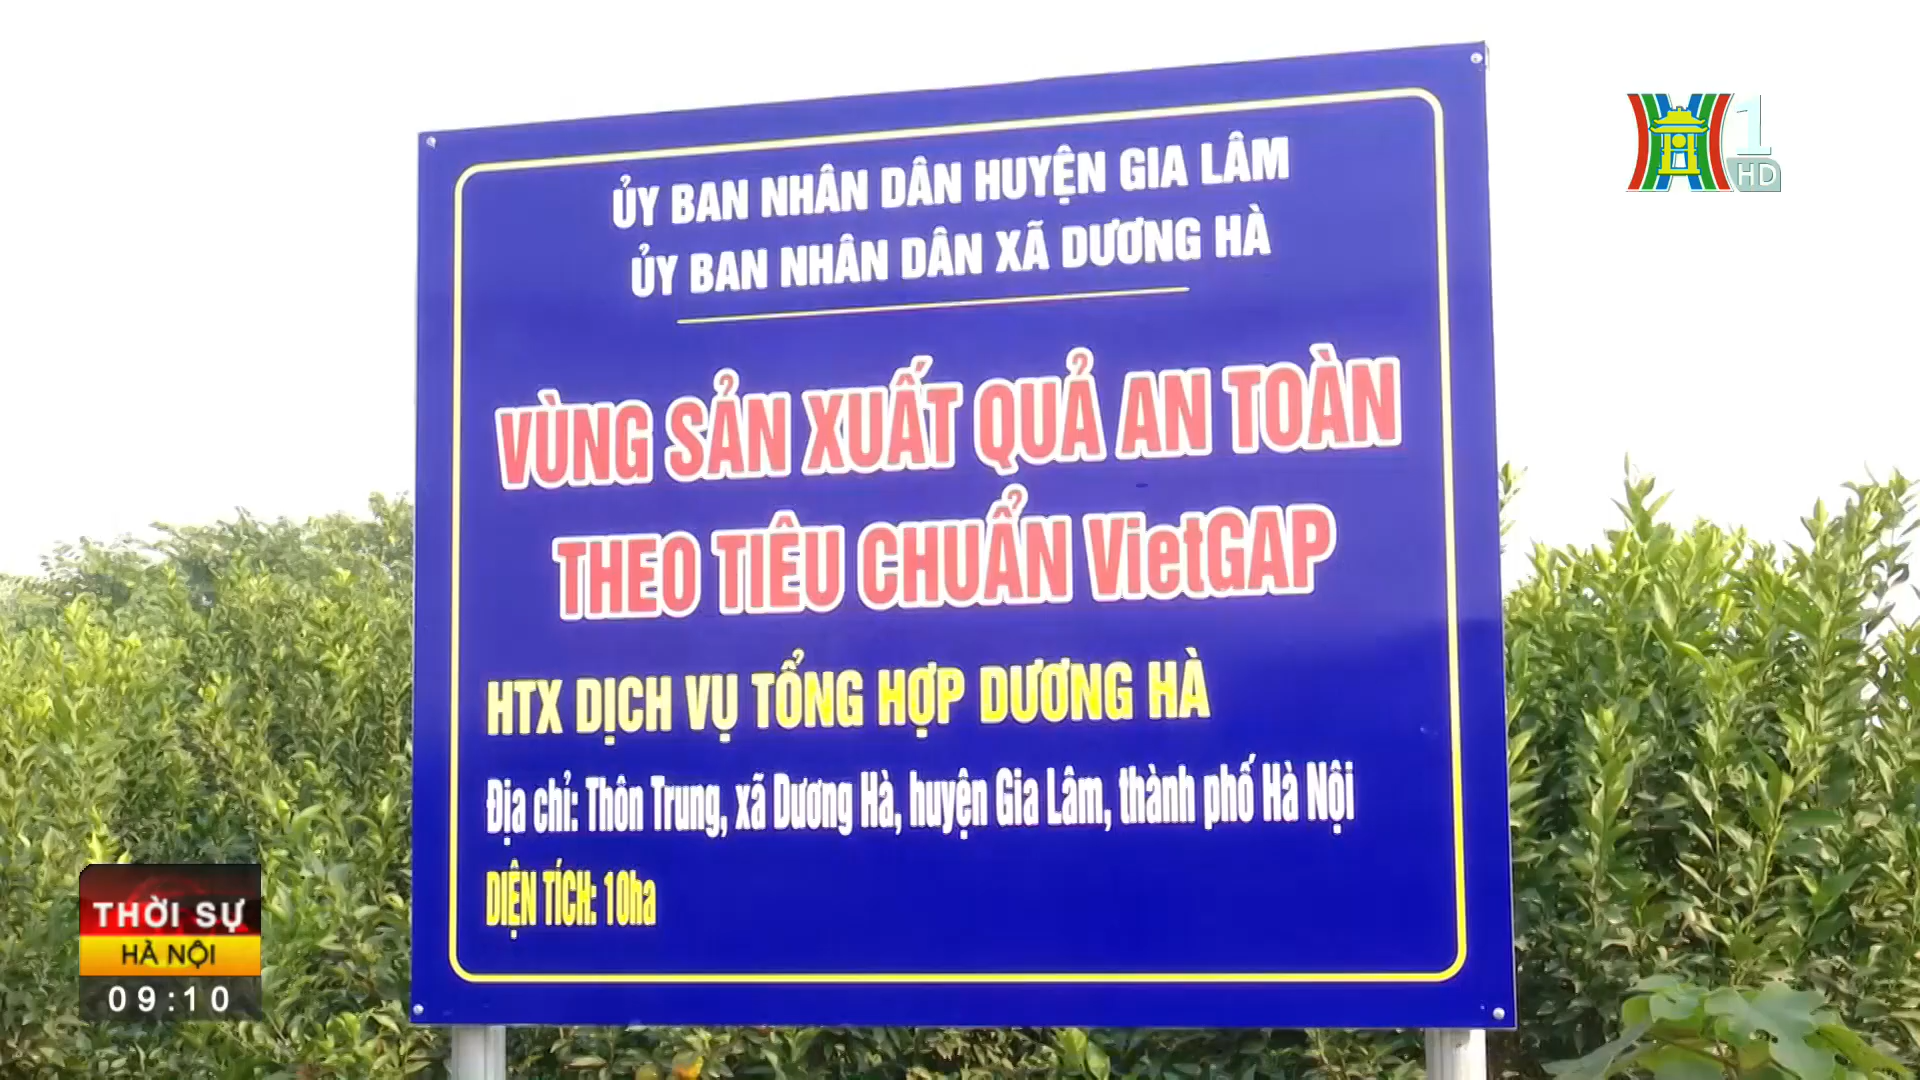 ỦY BAN NHÂN DÂN HUYỆN GIA LÂM
ỦY BAN NHÂN DÂN XÃ DƯƠNG HÀ
VÙNG SẢN XUẤT QUẢ AN TOÀN
THEO TIÊU CHUẨN VietGAP
HTX DỊCH VỤ TỔNG HỢP DƯƠNG HÀ
Địa chỉ: Thôn Trung, xã Dương Hà, huyện Gia Lâm, thành phố Hà Nội
DIỆN TÍCH: 10ha
H 1
HD
THỜI SỰ
HÀ NỘI
09:10